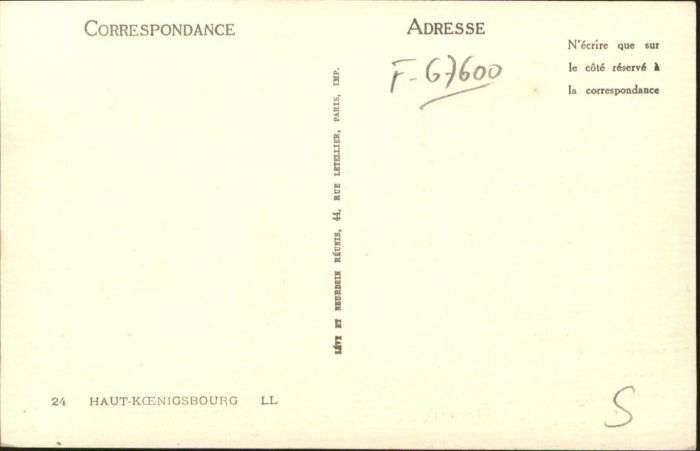 CORRESPONDANCE
ADRESSE
N'écrire que sur
le côté réservé à
la correspondance
F-67600
LÉVY ET NEURDEIN RÉUNIS, 44, RUE LETELLIER, PARIS, IMP.
24 HAUT-KŒNIGSBOURG LL
S